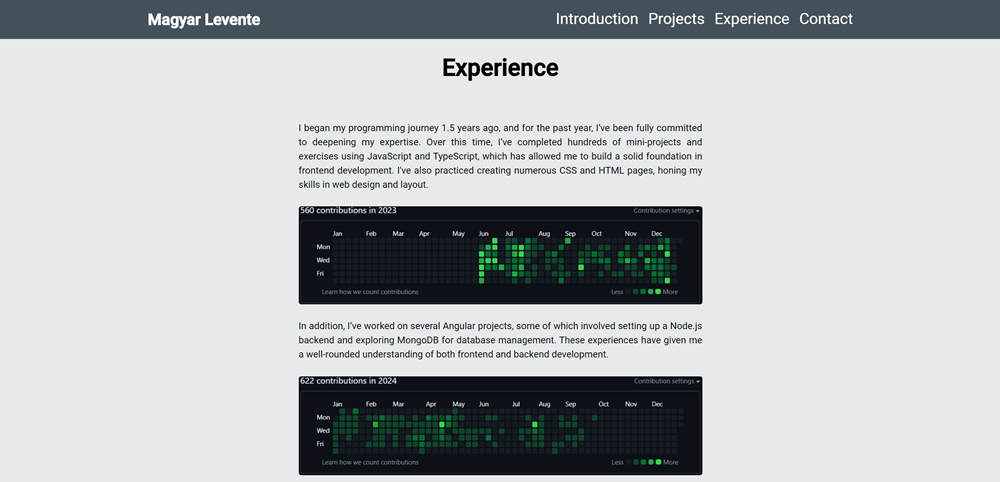 Magyar Levente
Introduction Projects Experience Contact
Experience
I began my programming journey 1.5 years ago, and for the past year, I've been fully committed
to deepening my expertise. Over this time, I've completed hundreds of mini-projects and
exercises using JavaScript and TypeScript, which has allowed me to build a solid foundation in
frontend development. I've also practiced creating numerous CSS and HTML pages, honing my
skills in web design and layout.
560 contributions in 2023
Contribution settings
Jan Feb Mar Apr May Jun Jul Aug Sep Oct Nov Dec
Mon
Wed
Fri
Learn how we count contributions
Less More
In addition, I've worked on several Angular projects, some of which involved setting up a Node.js
backend and exploring MongoDB for database management. These experiences have given me
a well-rounded understanding of both frontend and backend development.
622 contributions in 2024
Contribution settings
Jan Feb Mar Apr May Jun Jul Aug Sep Oct Nov Dec
Mon
Wed
Fri
Learn how we count contributions
Less More